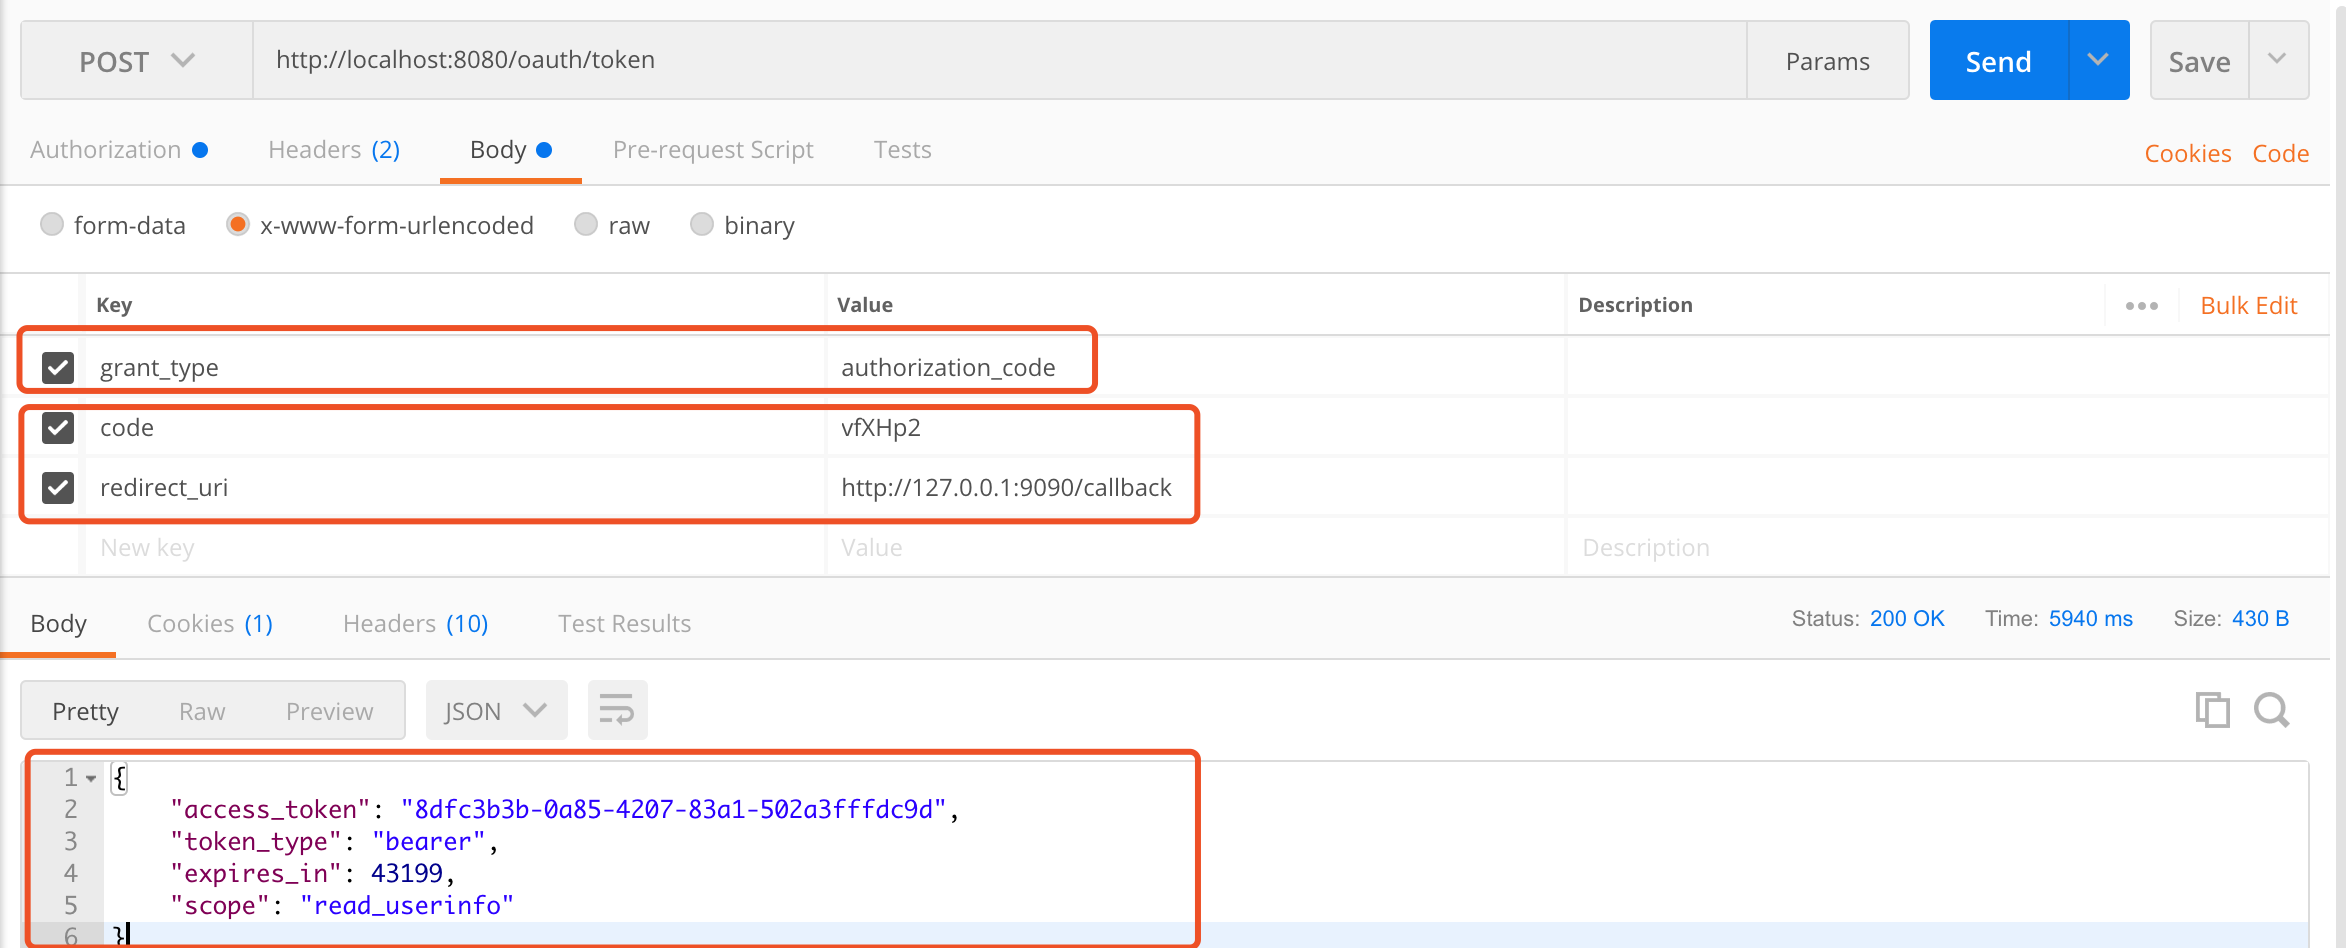 POST http://localhost:8080/oauth/token Params Send Save
Authorization Headers (2) Body Pre-request Script Tests Cookies Code
form-data x-www-form-urlencoded raw binary
Key Value Description Bulk Edit
grant_type authorization_code
code vfXHp2
redirect_uri http://127.0.0.1:9090/callback
New key Value Description
Body Cookies (1) Headers (10) Test Results Status: 200 OK Time: 5940 ms Size: 430 B
Pretty Raw Preview JSON
1 {
2 "access_token": "8dfc3b3b-0a85-4207-83a1-502a3fffdc9d",
3 "token_type": "bearer",
4 "expires_in": 43199,
5 "scope": "read_userinfo"
6 }